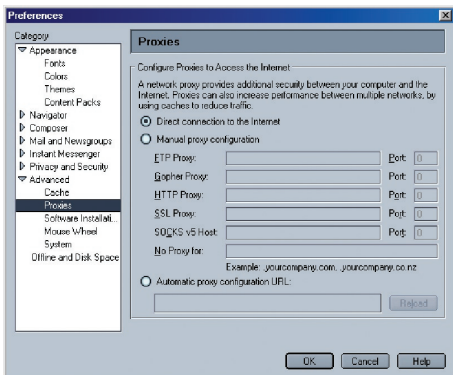 Preferences
Category
Appearance
Fonts
Colors
Themes
Content Packs
Navigator
Composer
Mail and Newsgroups
Instant Messenger
Privacy and Security
Advanced
Cache
Proxies
Software Installati...
Mouse Wheel
System
Offline and Disk Space
Proxies
Configure Proxies to Access the Internet
A network proxy provides additional security between your computer and the
Internet. Proxies can also increase performance between multiple networks, by
using caches to reduce traffic.
Direct connection to the Internet
Manual proxy configuration
FTP Proxy: Port: 0
Gopher Proxy: Port: 0
HTTP Proxy: Port: 0
SSL Proxy: Port: 0
SOCKS v5 Host: Port: 0
No Proxy for:
Example: .yourcompany.com, .yourcompany.co.nz
Automatic proxy configuration URL:
Reload
OK Cancel Help